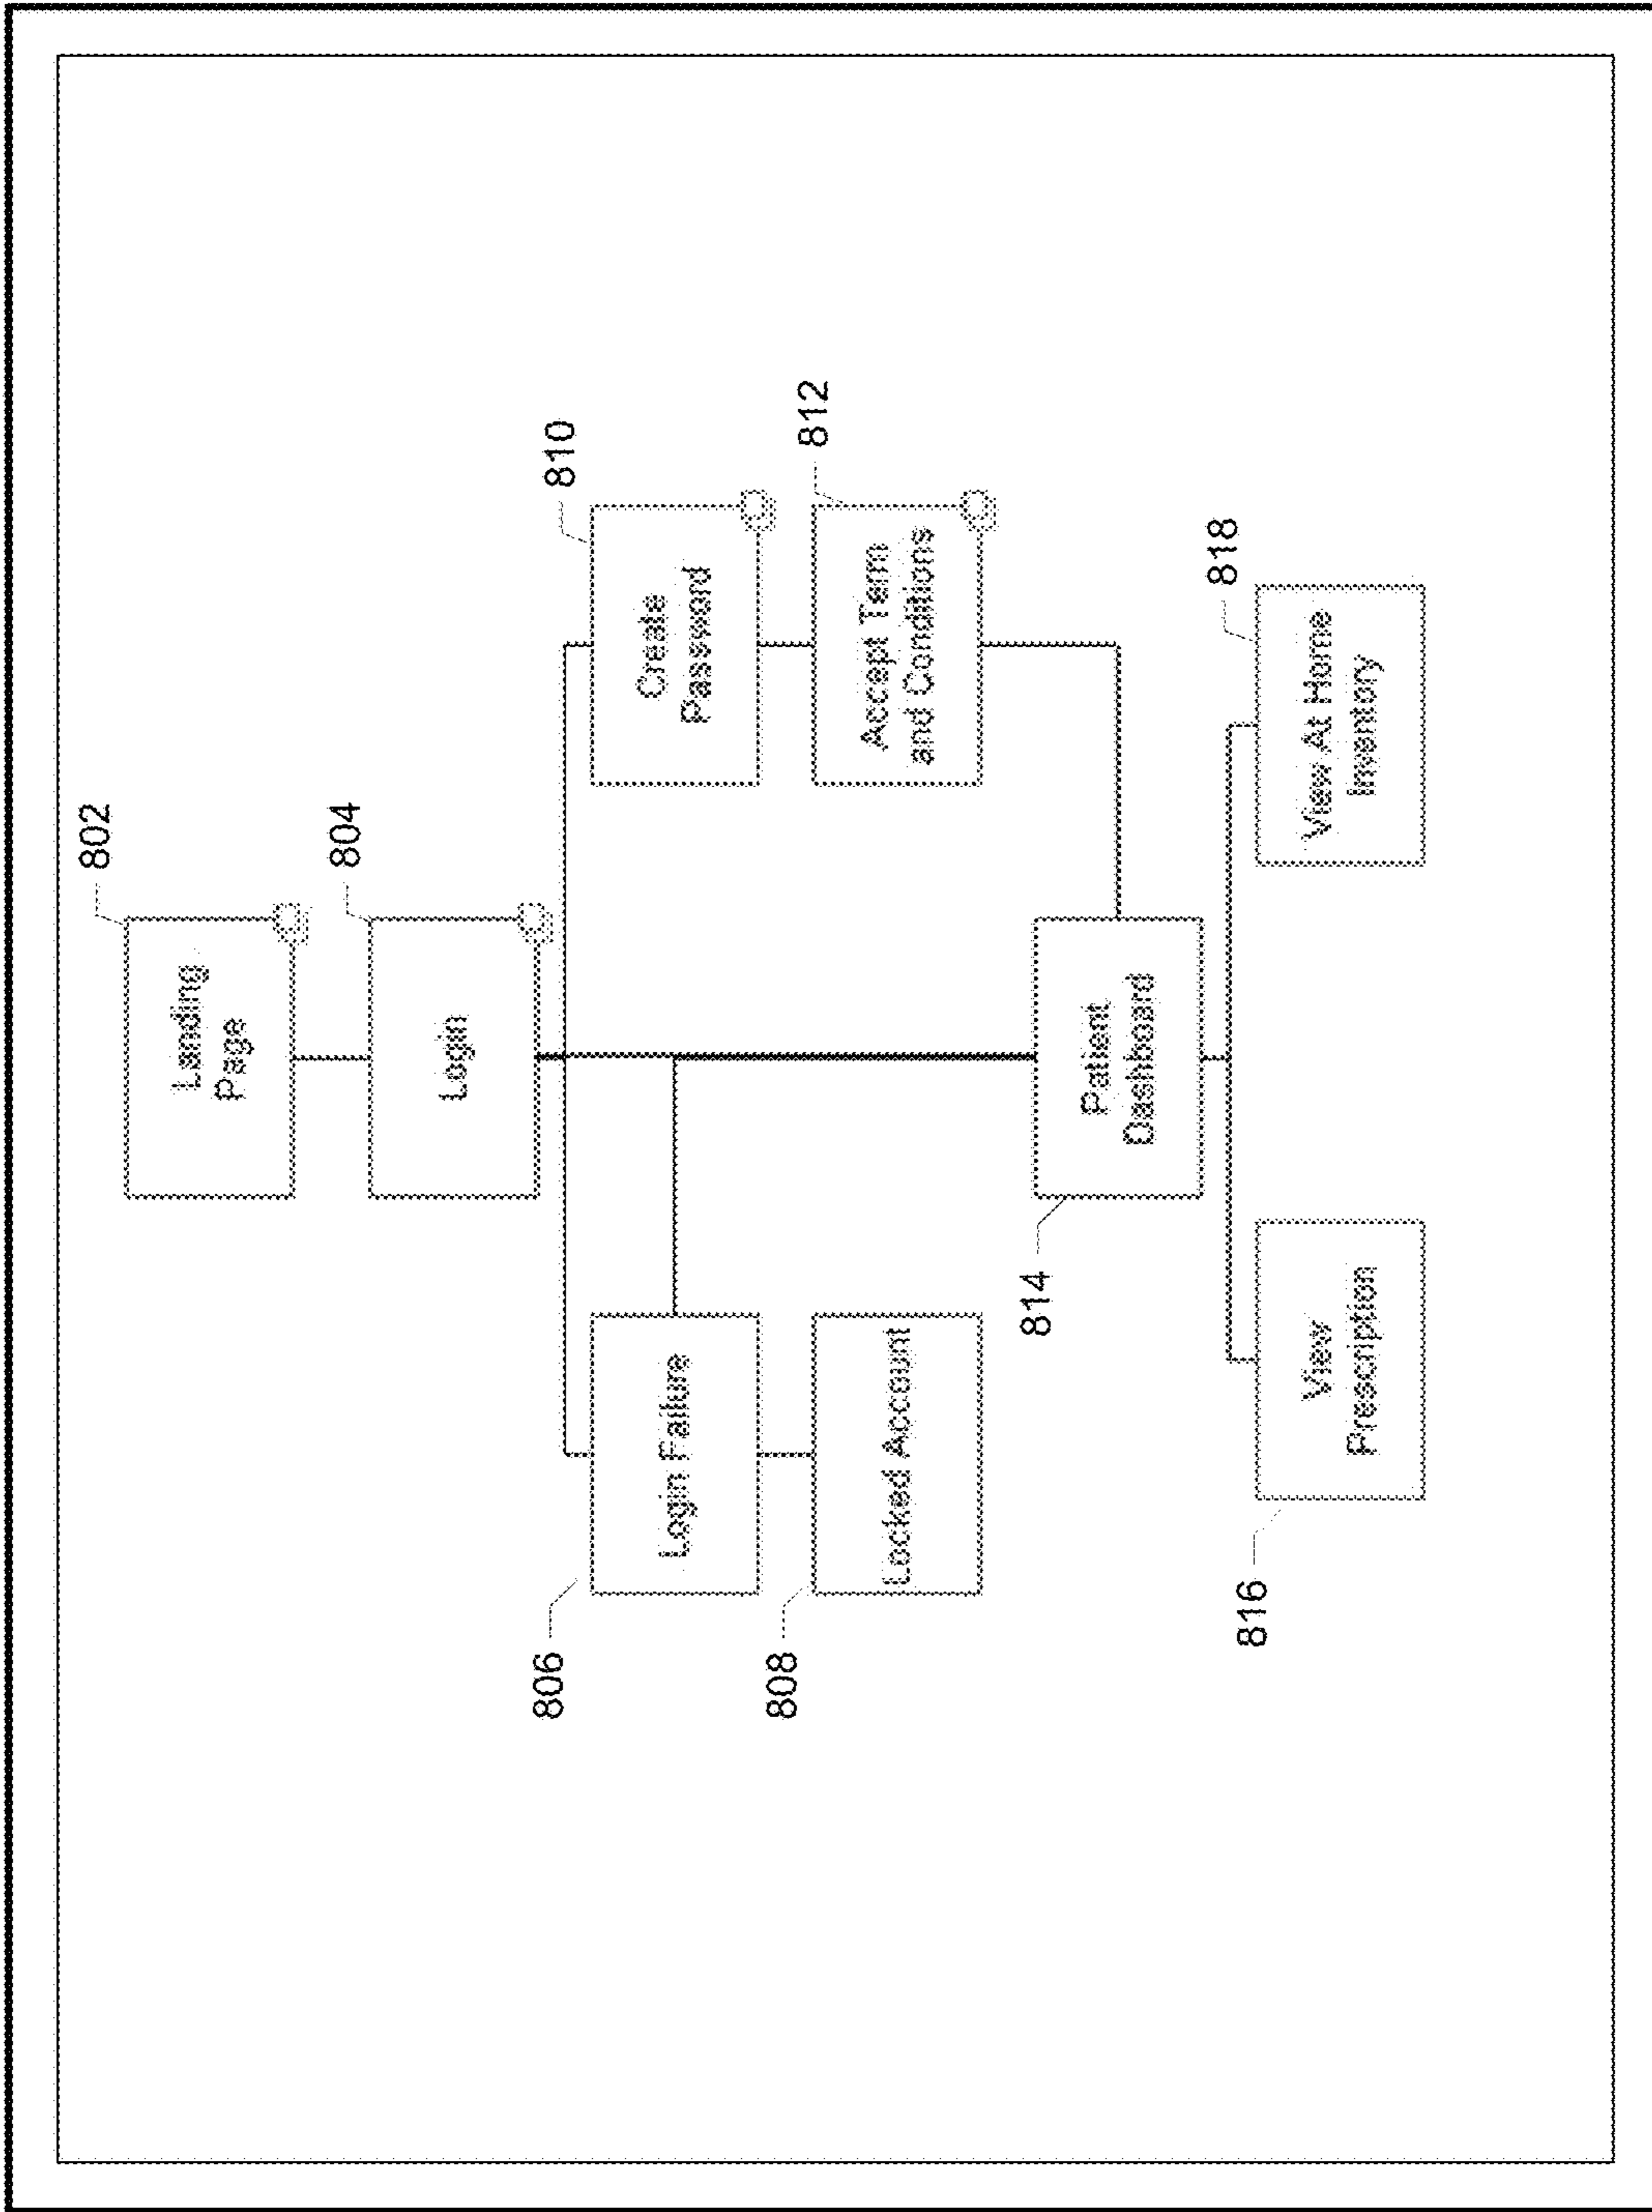 802
Landing
Page
804
Login
806
Login Failure
810
Create
Password
808
Locked Account
812
Accept Term
and Conditions
814
Patient
Dashboard
816
View
Prescription
818
View At Home
Inventory